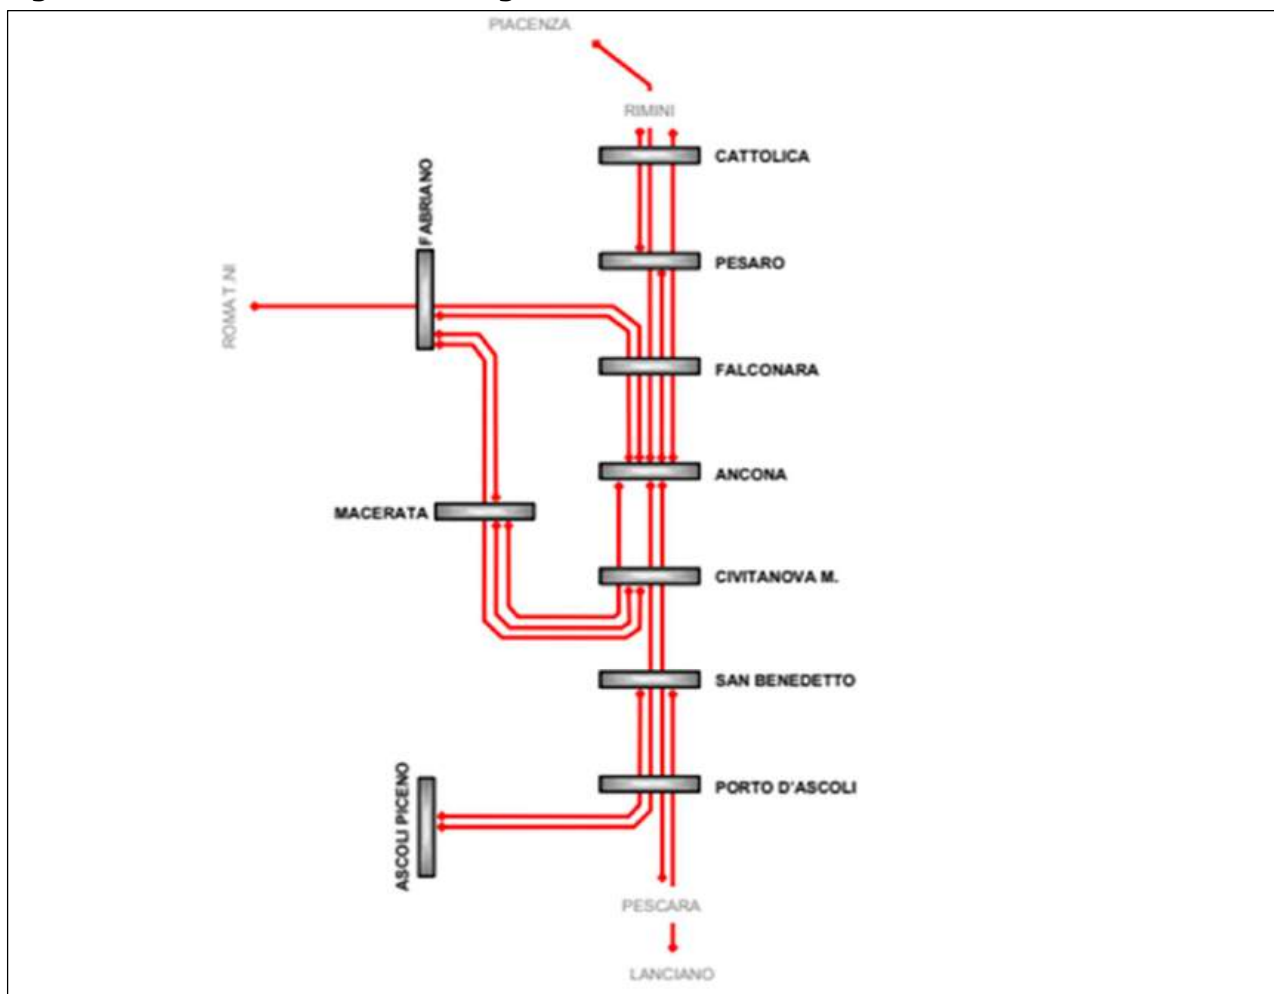 PIACENZA
RIMINI
CATTOLICA
FABRIANO
PESARO
ROMA T.NI
FALCONARA
ANCONA
MACERATA
CIVITANOVA M.
SAN BENEDETTO
ASCOLI PICENO
PORTO D'ASCOLI
PESCARA
LANCIANO